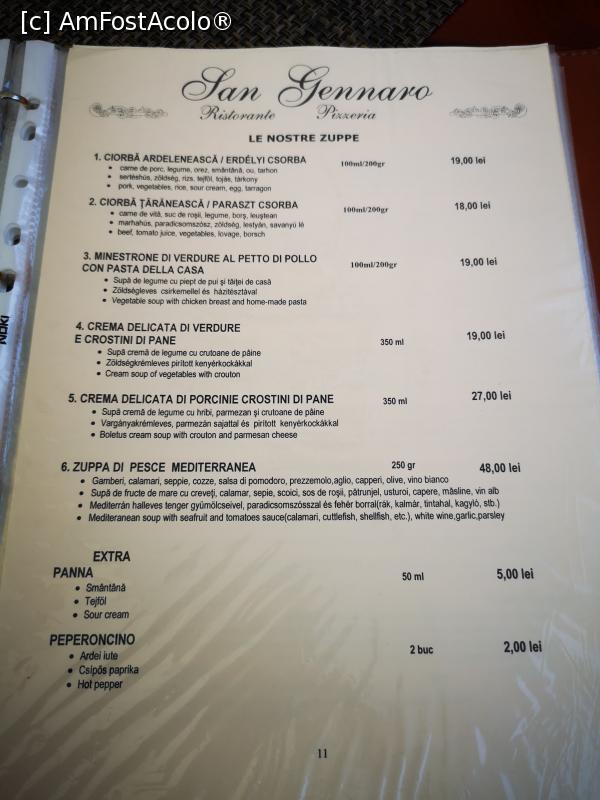 [c] AmFostAcolo®
San Gennaro
Ristorante Pizzeria
LE NOSTRE ZUPPE
1. CIORBĂ ARDELENEASCĂ / ERDÉLYI CSORBA 100ml/200gr 19,00 lei
• carne de porc, legume, orez, smântână, ou, tarhon
• sertéshús, zöldség, rizs, tejföl, tojás, tárkony
• pork, vegetables, rice, sour cream, egg, tarragon
2. CIORBĂ ŢĂRĂNEASCĂ / PARASZT CSORBA 100ml/200gr 18,00 lei
• carne de vită, suc de roşii, legume, borş, leuştean
• marhahús, paradicsomszósz, zöldség, lestyán, savanyú lé
• beef, tomato juice, vegetables, lovage, borsch
3. MINESTRONE DI VERDURE AL PETTO DI POLLO
CON PASTA DELLA CASA 100ml/200gr 19,00 lei
• Supă de legume cu piept de pui şi tăiţei de casă
• Zöldségleves csirkemellel és házitésztával
• Vegetable soup with chicken breast and home-made pasta
4. CREMA DELICATA DI VERDURE
E CROSTINI DI PANE 350 ml 19,00 lei
• Supă cremă de legume cu crutoane de pâine
• Zöldségkrémleves pirított kenyérkockákkal
• Cream soup of vegetables with crouton
5. CREMA DELICATA DI PORCINIE CROSTINI DI PANE 350 ml 27,00 lei
• Supă cremă de legume cu hribi, parmezan şi crutoane de pâine
• Vargányakrémleves, parmezán sajattal és pirított kenyérkockákkal
• Boletus cream soup with crouton and parmesan cheese
6. ZUPPA DI PESCE MEDITERRANEA 250 gr 48,00 lei
• Gamberi, calamari, seppie, cozze, salsa di pomodoro, prezzemolo,aglio, capperi, olive, vino bianco
• Supă de fructe de mare cu creveţi, calamar, sepie, scoici, sos de roşii, pătrunjel, usturoi, capere, măsline, vin alb
• Mediterrán halleves tenger gyümölcseivel, paradicsomszósszal és fehér borral(rák, kalmár, tintahal, kagyló, stb.)
• Mediteranean soup with seafruit and tomatoes sauce(calamari, cuttlefish, shellfish, etc.), white wine,garlic,parsley
EXTRA
PANNA 50 ml 5,00 lei
• Smântână
• Tejföl
• Sour cream
PEPERONCINO 2 buc 2,00 lei
• Ardei iute
• Csipős paprika
• Hot pepper
11